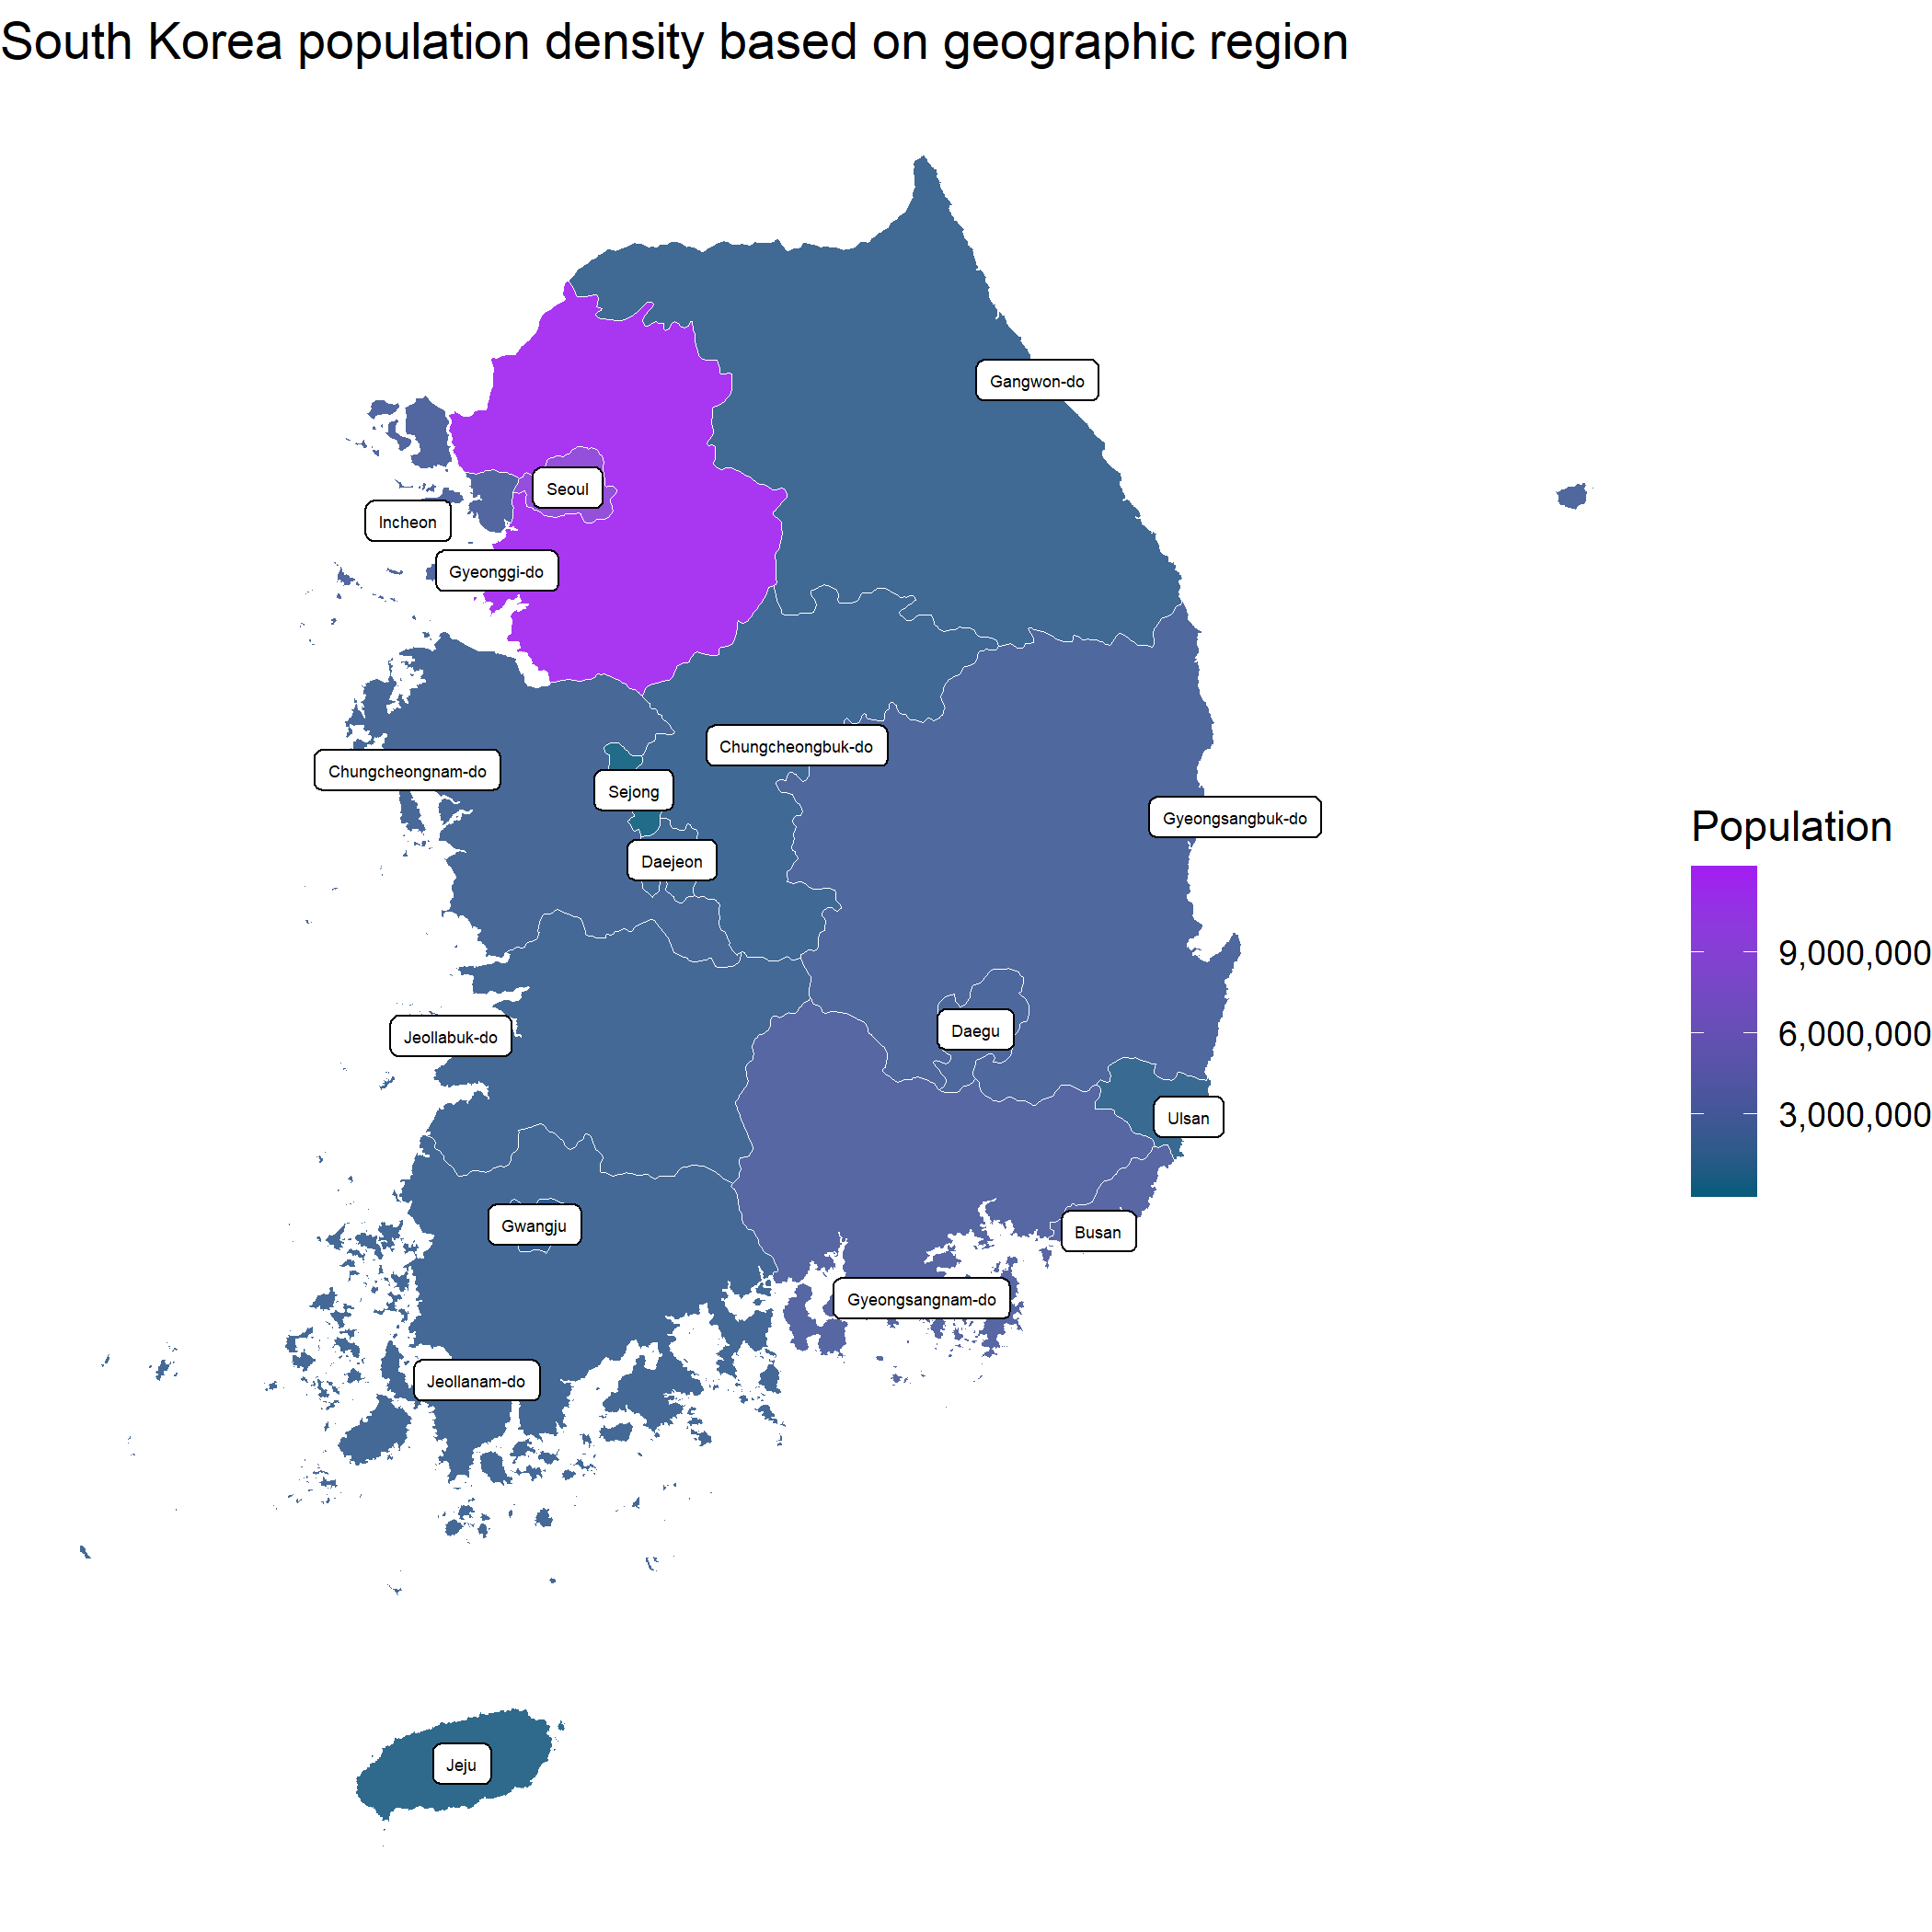 South Korea population density based on geographic region
Gangwon-do
Seoul
Incheon
Gyeonggi-do
Chungcheongbuk-do
Chungcheongnam-do
Sejong
Gyeongsangbuk-do
Daejeon
Daegu
Jeollabuk-do
Ulsan
Gwangju
Busan
Gyeongsangnam-do
Jeollanam-do
Jeju
Population
9,000,000
6,000,000
3,000,000